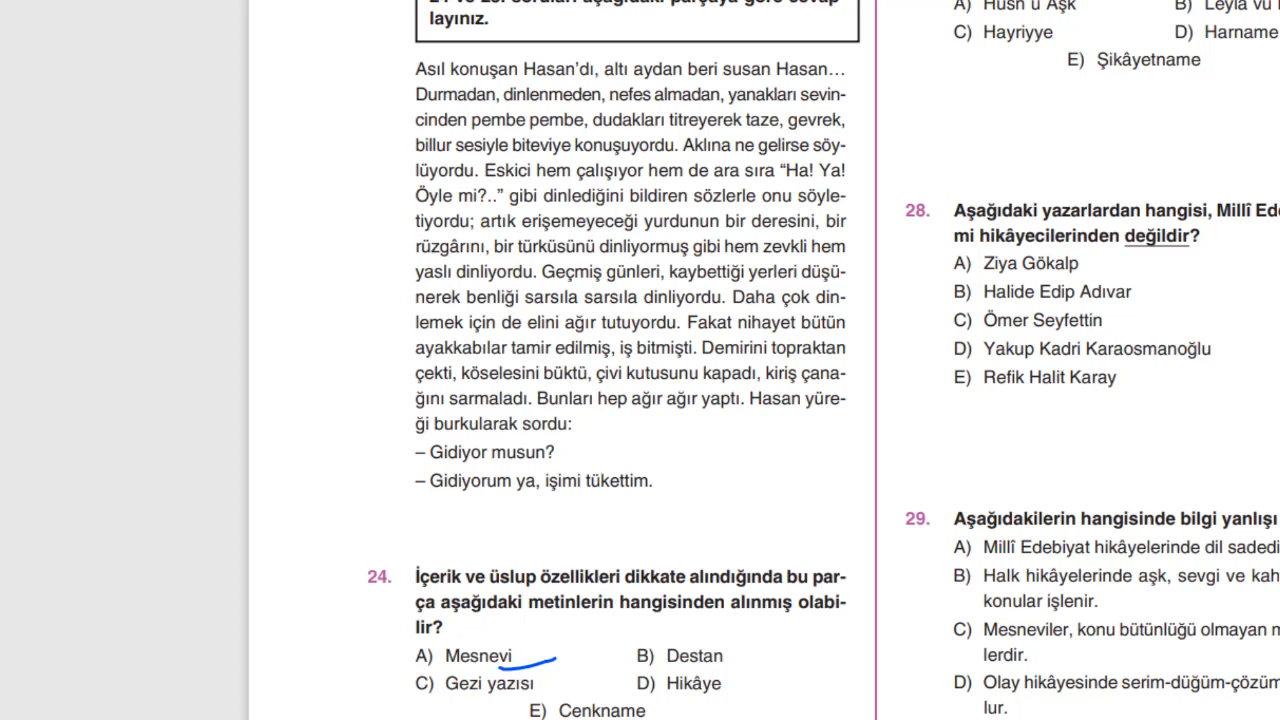 layınız.
Asıl konuşan Hasan’dı, altı aydan beri susan Hasan…
Durmadan, dinlenmeden, nefes almadan, yanakları sevin-
cinden pembe pembe, dudakları titreyerek taze, gevrek,
billur sesiyle biteviye konuşuyordu. Aklına ne gelirse söy-
lüyordu. Eskici hem çalışıyor hem de ara sıra “Ha! Ya!
Öyle mi?..” gibi dinlediğini bildiren sözlerle onu söyle-
tiyordu; artık erişemeyeceği yurdunun bir deresini, bir
rüzgârını, bir türküsünü dinliyormuş gibi hem zevkli hem
yaslı dinliyordu. Geçmiş günleri, kaybettiği yerleri düşü-
nerek benliği sarsıla sarsıla dinliyordu. Daha çok din-
lemek için de elini ağır tutuyordu. Fakat nihayet bütün
ayakkabılar tamir edilmiş, iş bitmişti. Demirini topraktan
çekti, köselesini büktü, çivi kutusunu kapadı, kiriş çana-
ğını sarmaladı. Bunları hep ağır ağır yaptı. Hasan yüre-
ği burkularak sordu:
– Gidiyor musun?
– Gidiyorum ya, işimi tükettim.
24. İçerik ve üslup özellikleri dikkate alındığında bu par-
ça aşağıdaki metinlerin hangisinden alınmış olabi-
lir?
A) Mesnevi B) Destan
C) Gezi yazısı D) Hikâye
E) Cenkname
A) Hüsn ü Aşk B) Leyla vü
C) Hayriyye D) Harname
E) Şikâyetname
28. Aşağıdaki yazarlardan hangisi, Millî Ede
mi hikâyecilerinden değildir?
A) Ziya Gökalp
B) Halide Edip Adıvar
C) Ömer Seyfettin
D) Yakup Kadri Karaosmanoğlu
E) Refik Halit Karay
29. Aşağıdakilerin hangisinde bilgi yanlışı
A) Millî Edebiyat hikâyelerinde dil sadedi
B) Halk hikâyelerinde aşk, sevgi ve kah
konular işlenir.
C) Mesneviler, konu bütünlüğü olmayan m
lerdir.
D) Olay hikâyesinde serim-düğüm-çözüm
lur.